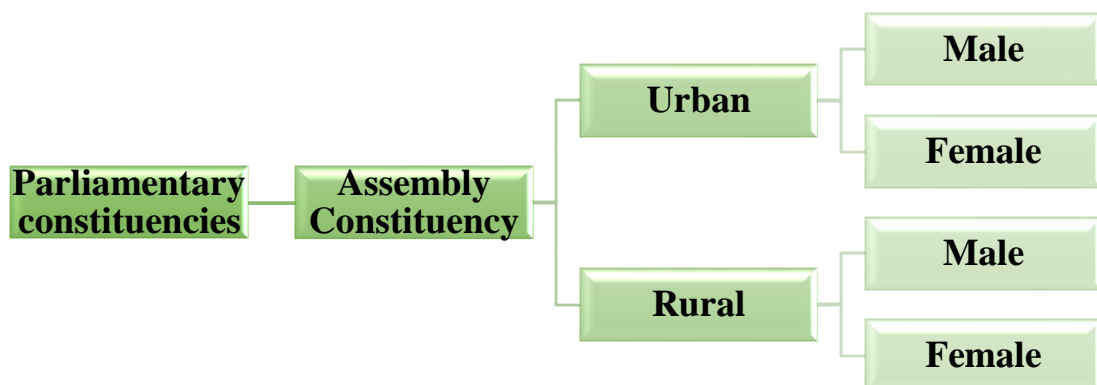 Parliamentary
constituencies
Assembly
Constituency
Urban
Male
Female
Rural
Male
Female